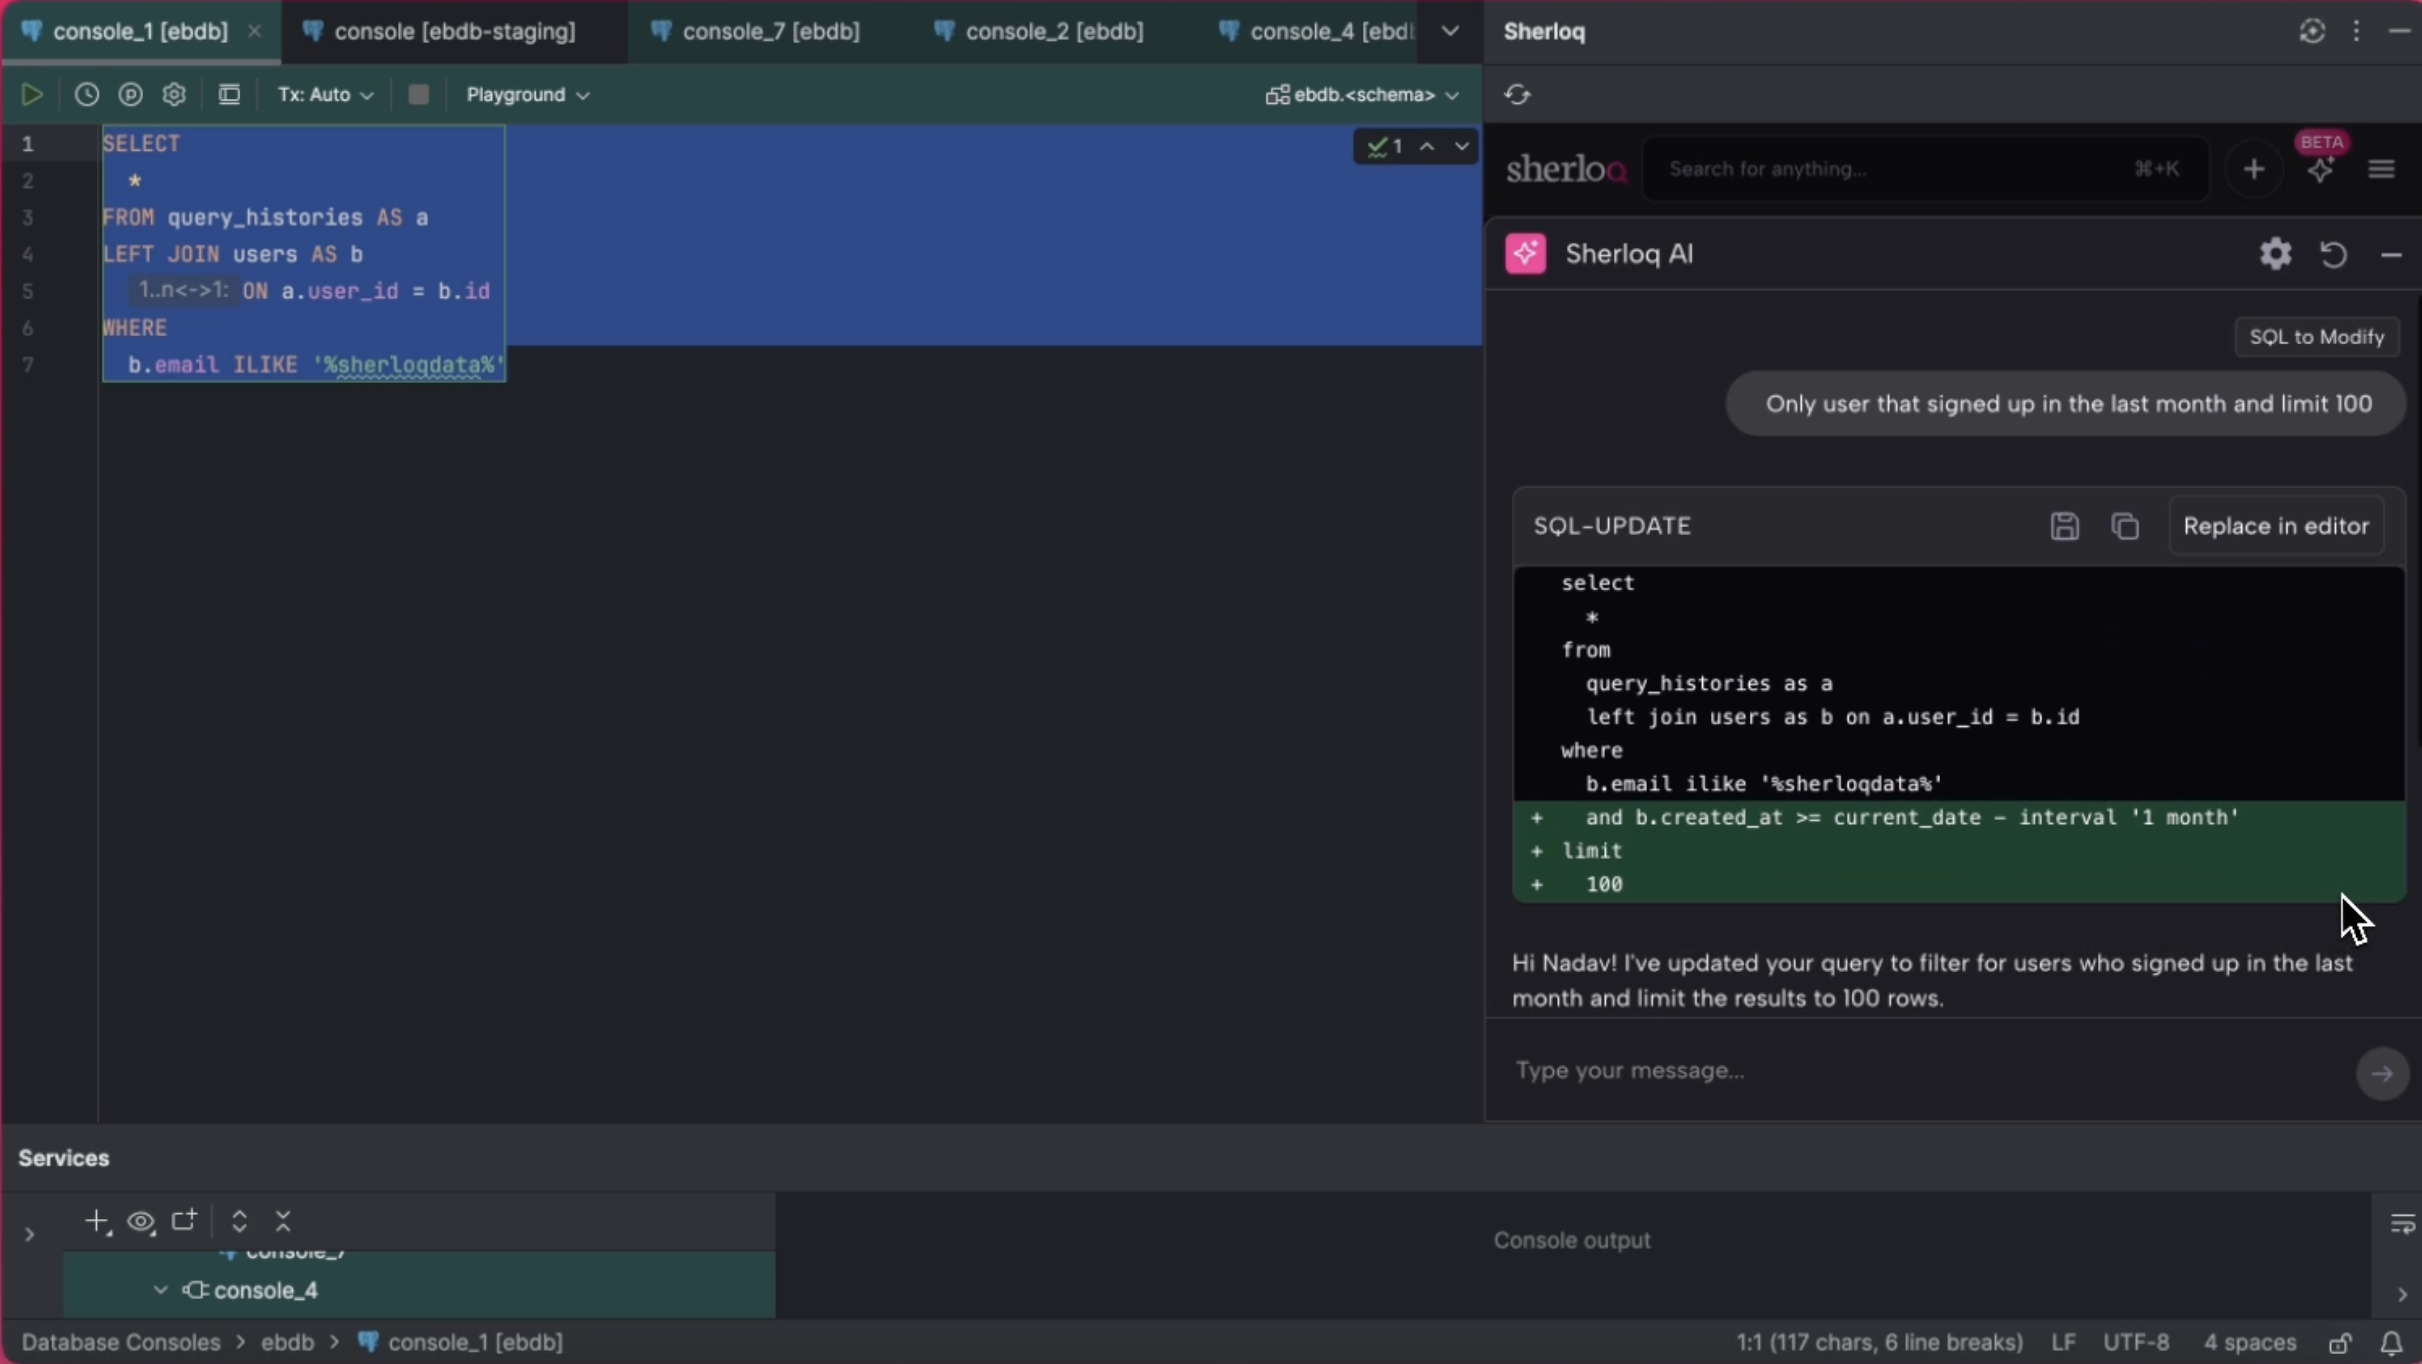 console_1 [ebdb]
console [ebdb-staging]
console_7 [ebdb]
console_2 [ebdb]
console_4 [ebdb
Sherloq
Tx: Auto
Playground
ebdb.<schema>
1 SELECT
2 *
3 FROM query_histories AS a
4 LEFT JOIN users AS b
5 1..n<->1: ON a.user_id = b.id
6 WHERE
7 b.email ILIKE '%sherloqdata%'
1
sherloq
Search for anything...
⌘+K
BETA
Sherloq AI
SQL to Modify
Only user that signed up in the last month and limit 100
SQL-UPDATE
Replace in editor
select
*
from
query_histories as a
left join users as b on a.user_id = b.id
where
b.email ilike '%sherloqdata%'
+ and b.created_at >= current_date - interval '1 month'
+ limit
+ 100
Hi Nadav! I've updated your query to filter for users who signed up in the last
month and limit the results to 100 rows.
Type your message...
Services
console_7
console_4
Console output
Database Consoles > ebdb > console_1 [ebdb]
1:1 (117 chars, 6 line breaks)
LF
UTF-8
4 spaces